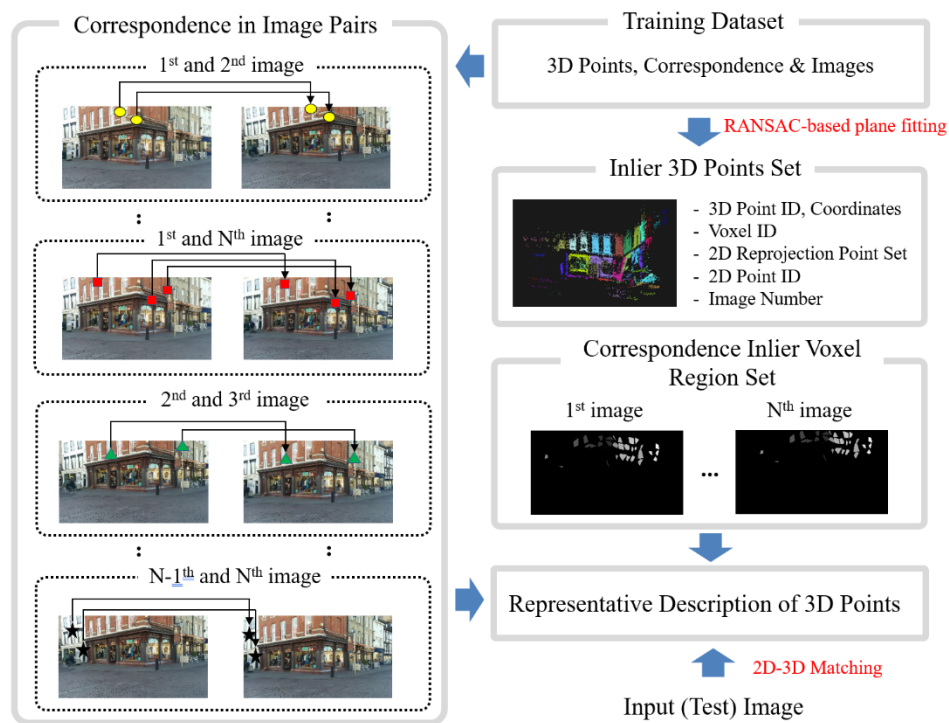 Correspondence in Image Pairs
1st and 2nd image
:
:
1st and Nth image
2nd and 3rd image
:
:
N-1th and Nth image
Training Dataset
3D Points, Correspondence & Images
RANSAC-based plane fitting
Inlier 3D Points Set
- 3D Point ID, Coordinates
- Voxel ID
- 2D Reprojection Point Set
- 2D Point ID
- Image Number
Correspondence Inlier Voxel
Region Set
1st image
Nth image
...
Representative Description of 3D Points
2D-3D Matching
Input (Test) Image